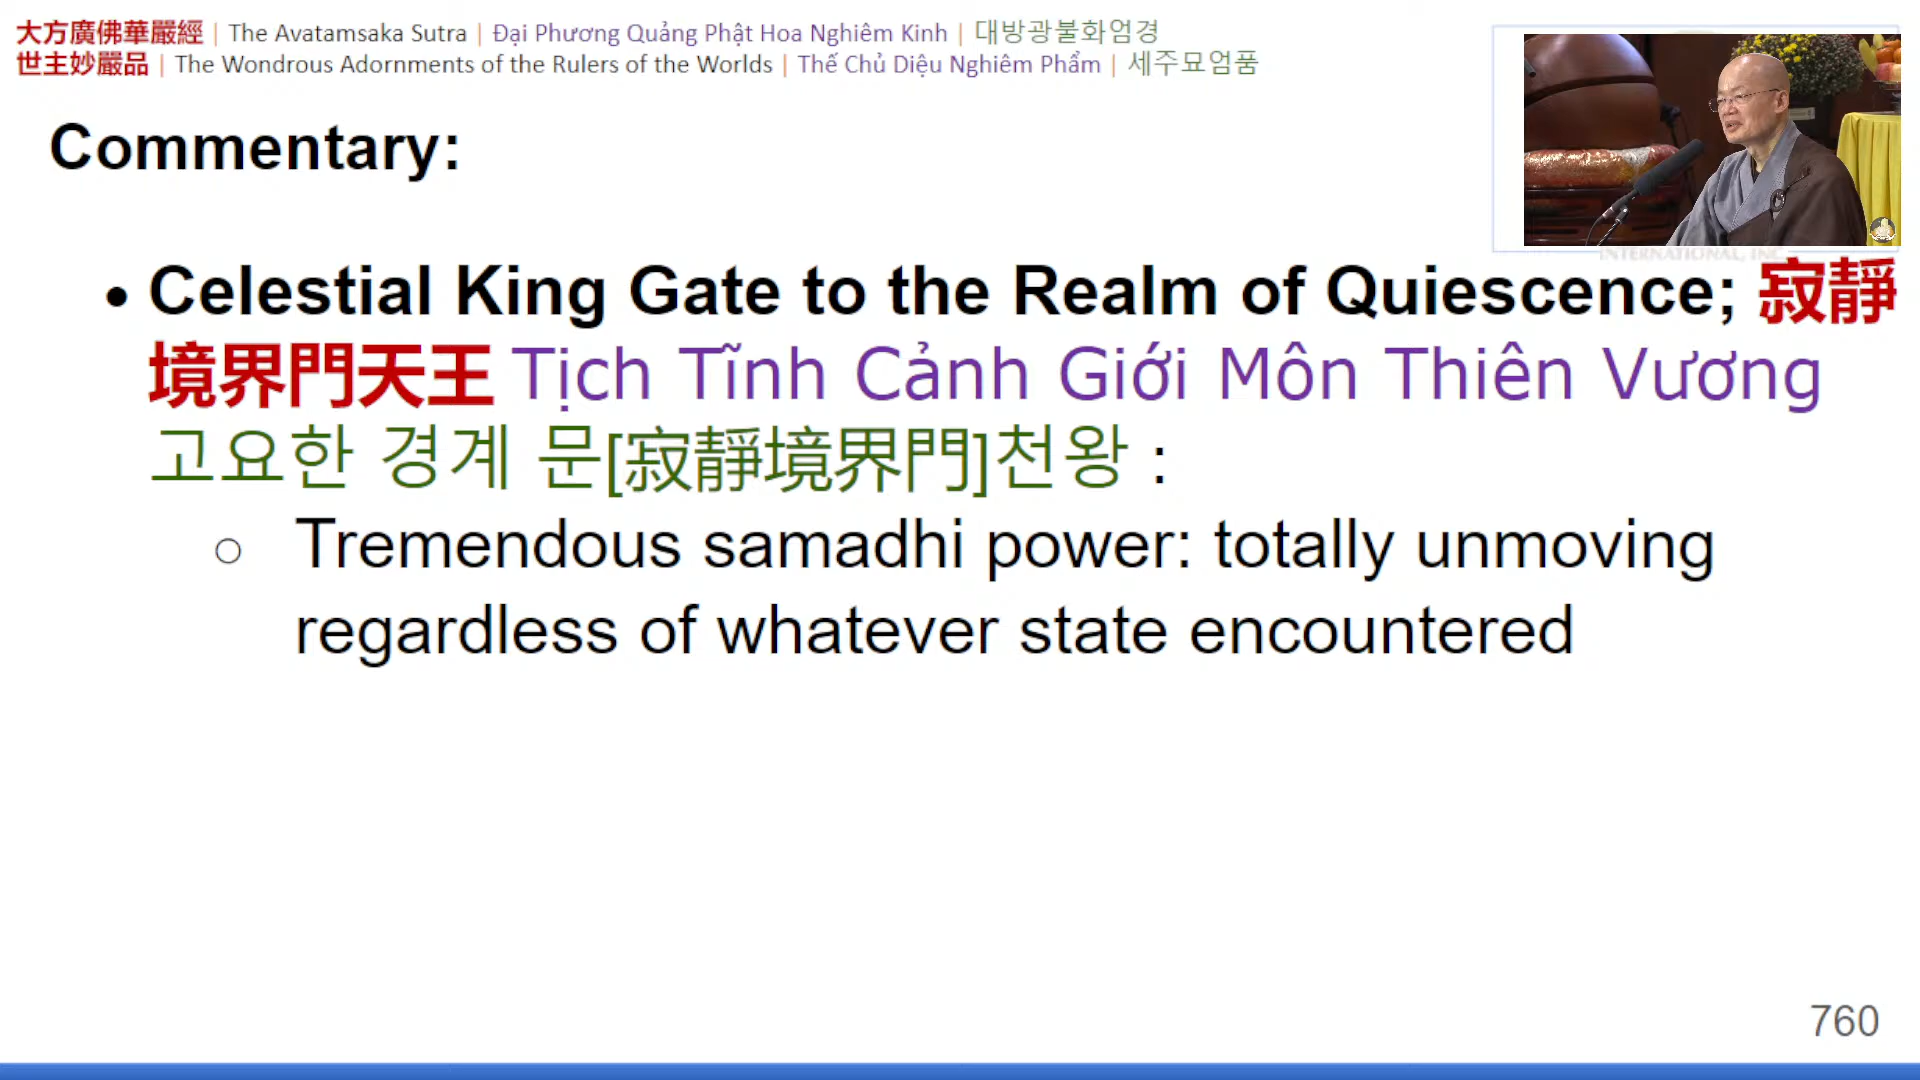 大方廣佛華嚴經 | The Avatamsaka Sutra | Đại Phương Quảng Phật Hoa Nghiêm Kinh | 대방광불화엄경
世主妙嚴品 | The Wondrous Adornments of the Rulers of the Worlds | Thế Chủ Diệu Nghiêm Phẩm | 세주묘엄품
Commentary:
INTERNATIONAL, INC.
• Celestial King Gate to the Realm of Quiescence; 寂靜
境界門天王 Tịch Tĩnh Cảnh Giới Môn Thiên Vương
고요한 경계 문[寂靜境界門]천왕 :
○ Tremendous samadhi power: totally unmoving
regardless of whatever state encountered
760